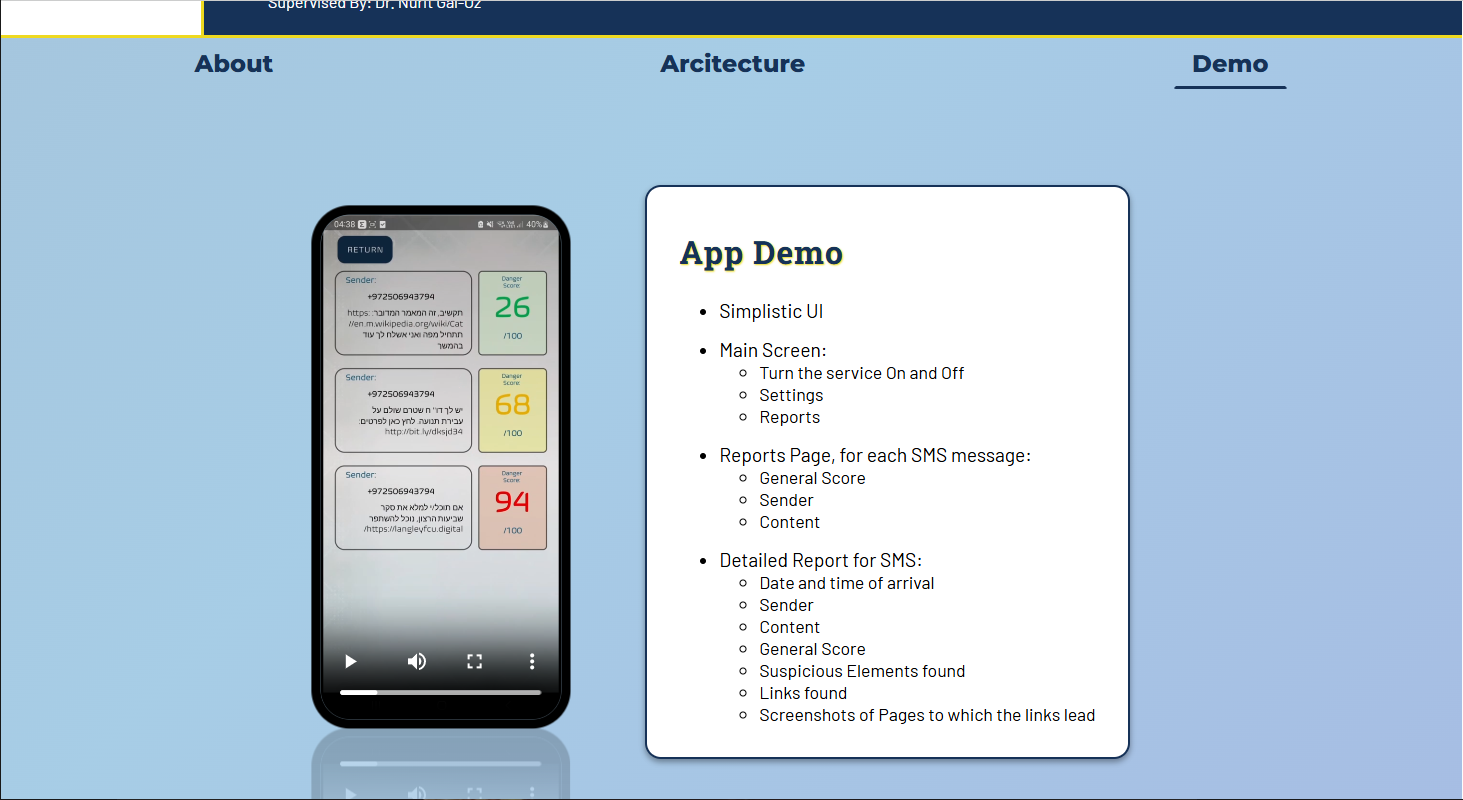 Supervised By: Dr. Nurit Gal-Oz
About
Arcitecture
Demo
04:38
40%
RETURN
Sender:
+972506943794
תקשיב, זה המאמר המדובר: https:
//en.m.wikipedia.org/wiki/Cat
תתחיל מפה ואני אשלח לך עוד
בהמשך
Danger
Score:
26
/100
Sender:
+972506943794
יש לך דו" ח שטרם שולם על
עבירת תנועה. לחץ כאן לפרטים:
http://bit.ly/dksjd34
Danger
Score:
68
/100
Sender:
+972506943794
אם תוכל/י למלא את סקר
שביעות הרצון, נוכל להשתפר
https://langleyfcu.digital/
Danger
Score:
94
/100
App Demo
• Simplistic UI
• Main Screen:
○ Turn the service On and Off
○ Settings
○ Reports
• Reports Page, for each SMS message:
○ General Score
○ Sender
○ Content
• Detailed Report for SMS:
○ Date and time of arrival
○ Sender
○ Content
○ General Score
○ Suspicious Elements found
○ Links found
○ Screenshots of Pages to which the links lead